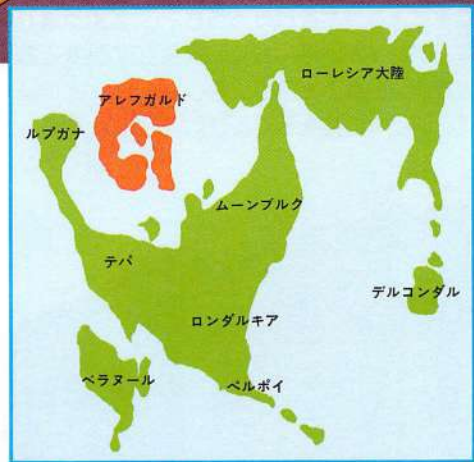 ローレシア大陸
アレフガルド
ルプガナ
ムーンブルク
テパ
デルコンダル
ロンダルキア
ベラヌール
ペルポイ